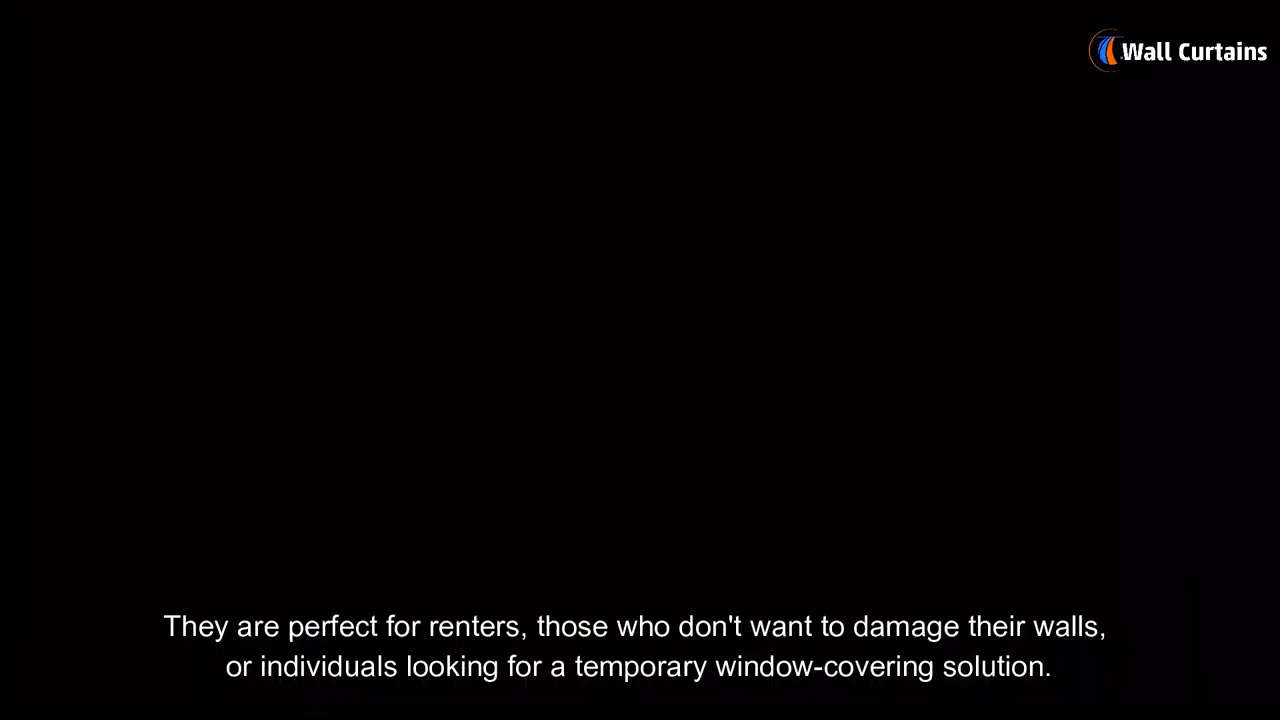 Wall Curtains
They are perfect for renters, those who don't want to damage their walls,
or individuals looking for a temporary window-covering solution.